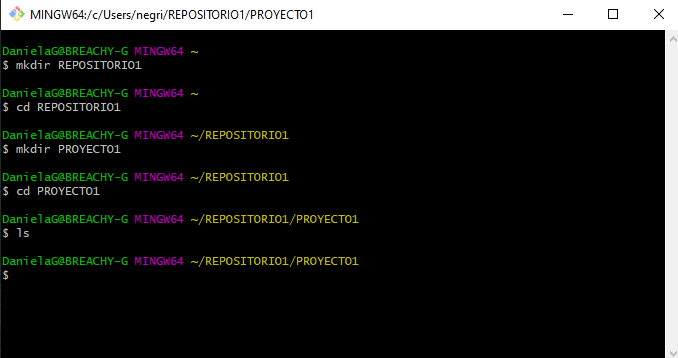 MINGW64:/c/Users/negri/REPOSITORIO1/PROYECTO1
DanielaG@BREACHY-G MINGW64 ~
$ mkdir REPOSITORIO1
DanielaG@BREACHY-G MINGW64 ~
$ cd REPOSITORIO1
DanielaG@BREACHY-G MINGW64 ~/REPOSITORIO1
$ mkdir PROYECTO1
DanielaG@BREACHY-G MINGW64 ~/REPOSITORIO1
$ cd PROYECTO1
DanielaG@BREACHY-G MINGW64 ~/REPOSITORIO1/PROYECTO1
$ ls
DanielaG@BREACHY-G MINGW64 ~/REPOSITORIO1/PROYECTO1
$